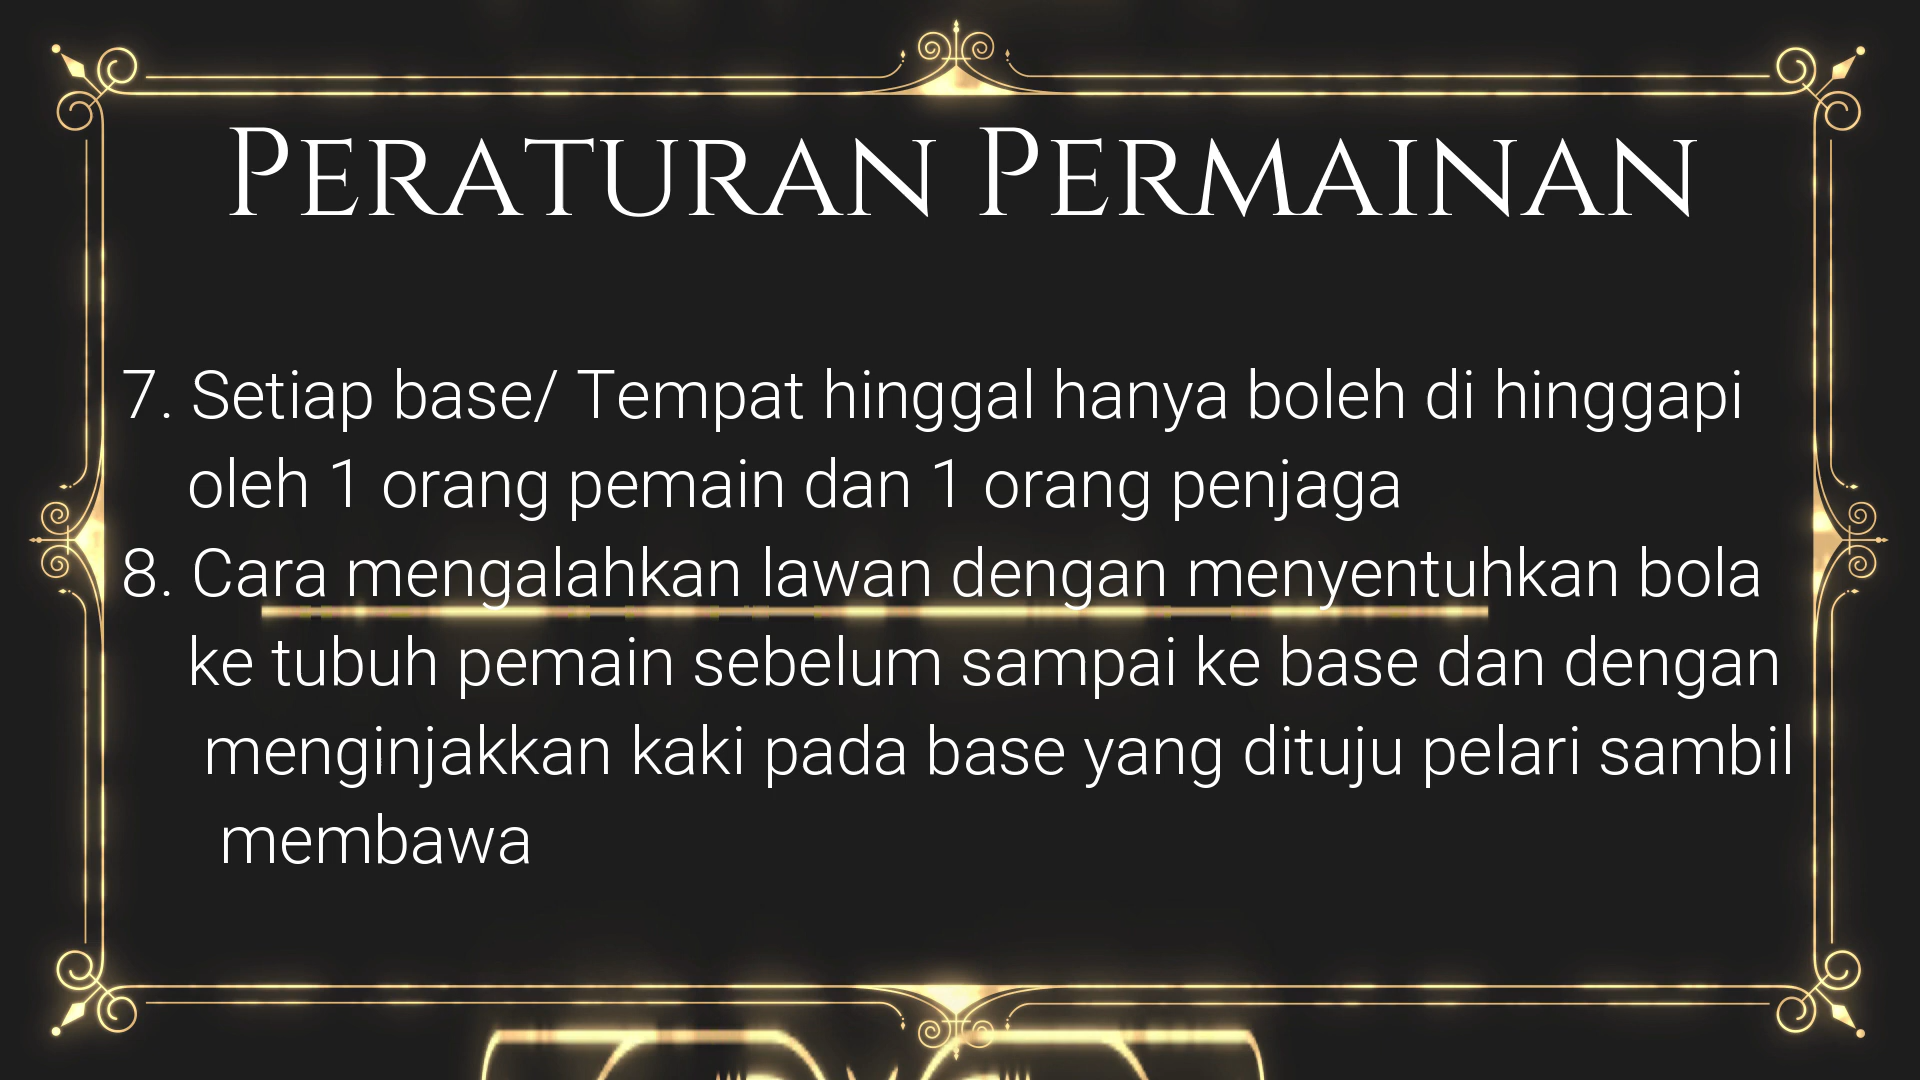 PERATURAN PERMAINAN
7. Setiap base/ Tempat hinggal hanya boleh di hinggapi
oleh 1 orang pemain dan 1 orang penjaga
8. Cara mengalahkan lawan dengan menyentuhkan bola
ke tubuh pemain sebelum sampai ke base dan dengan
menginjakkan kaki pada base yang dituju pelari sambil
membawa